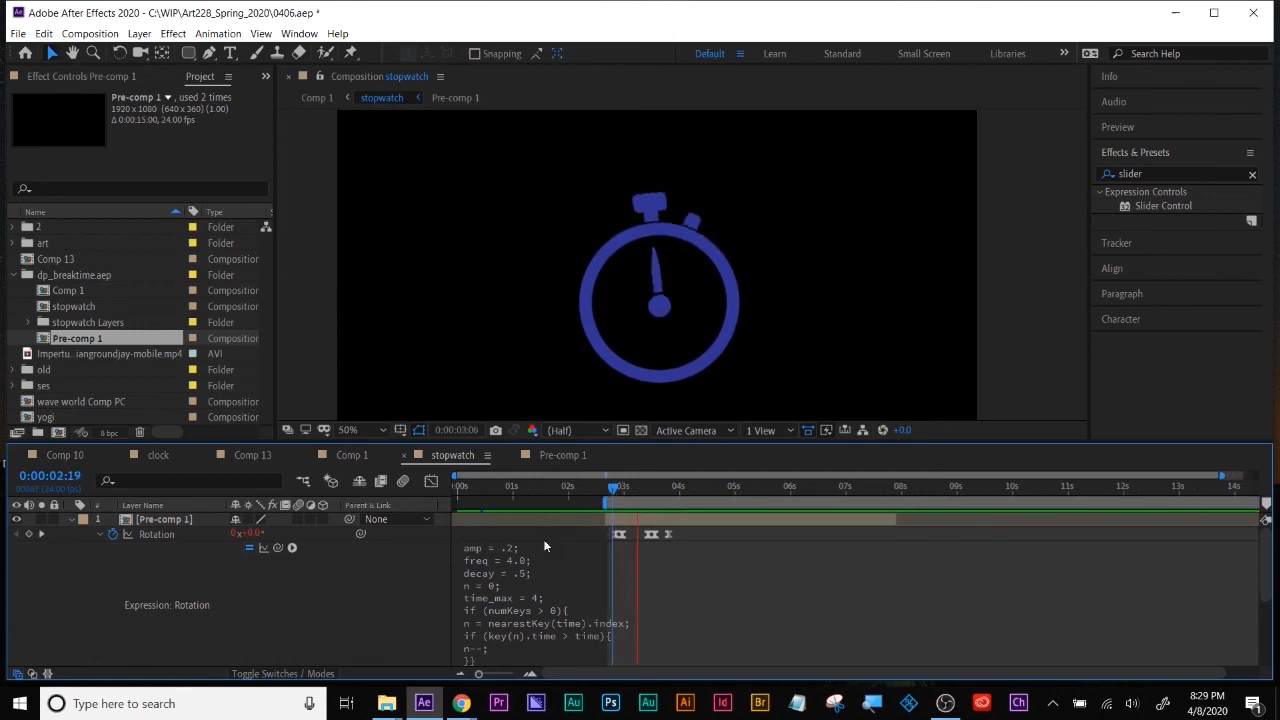 Adobe After Effects 2020 - C:\WIP\Art228_Spring_2020\0406.aep *
File Edit Composition Layer Effect Animation View Window Help
Snapping Default Learn Standard Small Screen Libraries Search Help
Effect Controls Pre-comp 1 Project
Composition stopwatch
Info
Comp 1 stopwatch Pre-comp 1
Pre-comp 1 , used 2 times
1920 x 1080 (640 x 360) (1.00)
Δ 0:00:15.00, 24.00 fps
Audio
Preview
Effects & Presets
slider
Expression Controls
Slider Control
Tracker
Align
Paragraph
Character
Name Type
2 Folder
art Folder
Comp 13 Composition
dp_breaktime.aep Folder
Comp 1 Composition
stopwatch Composition
stopwatch Layers Folder
Pre-comp 1 Composition
Impertu...iangroundjay-mobile.mp4 AVI
old Folder
ses Folder
wave world Comp PC Composition
yogi Composition
8 bpc
50% 0:00:03:06 (Half) Active Camera 1 View +0.0
Comp 10 clock Comp 13 Comp 1 stopwatch Pre-comp 1
0:00:02:19
00067 (24.00 fps)
:00s 01s 02s 03s 04s 05s 06s 07s 08s 09s 10s 11s 12s 13s 14s
# Layer Name Parent & Link
1 [Pre-comp 1] None
Rotation 0x+0.0°
Expression: Rotation
amp = .2;
freq = 4.0;
decay = .5;
n = 0;
time_max = 4;
if (numKeys > 0){
n = nearestKey(time).index;
if (key(n).time > time){
n--;
}}
Toggle Switches / Modes
Type here to search
8:29 PM
4/8/2020